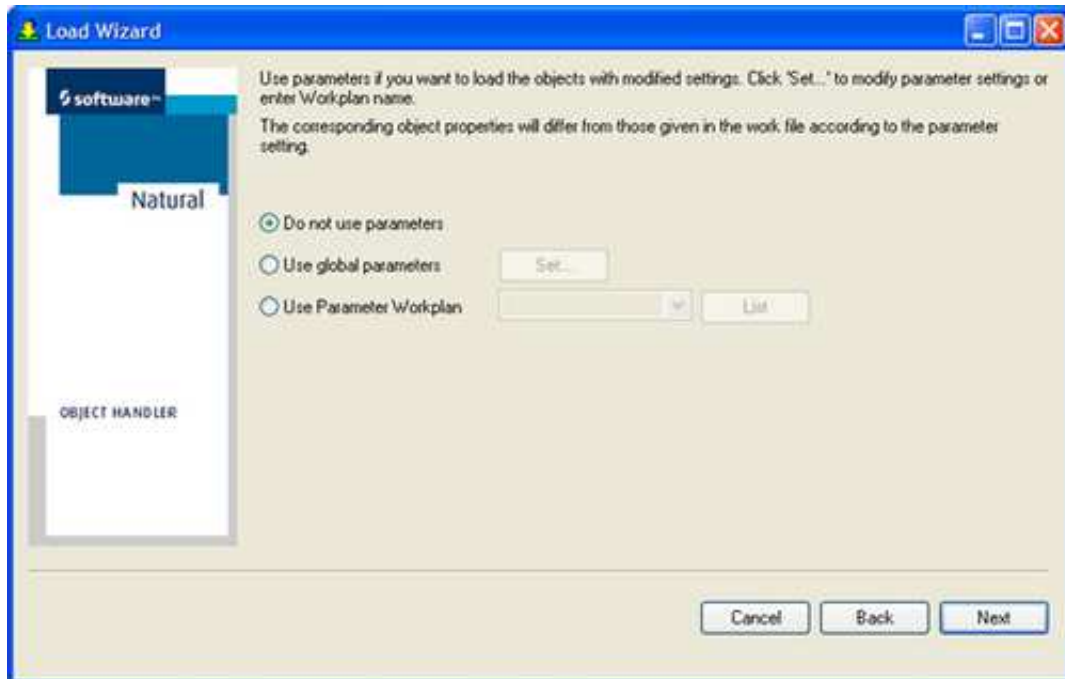 Load Wizard
software
Natural
OBJECT HANDLER
Use parameters if you want to load the objects with modified settings. Click 'Set...' to modify parameter settings or
enter Workplan name.
The corresponding object properties will differ from those given in the work file according to the parameter
setting.
Do not use parameters
Use global parameters Set...
Use Parameter Workplan List
Cancel Back Next